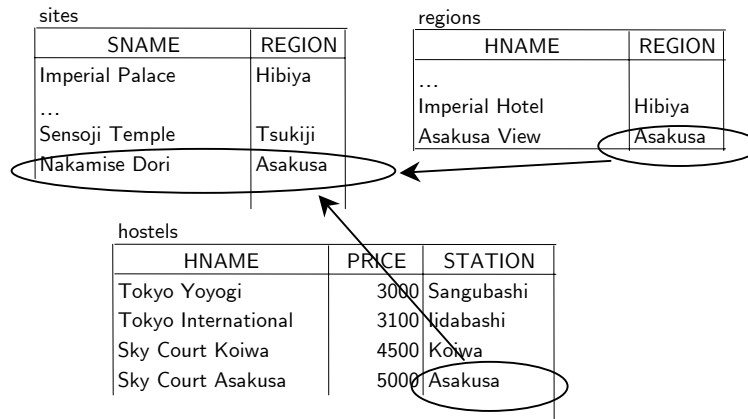 sites
SNAME REGION
Imperial Palace Hibiya
...
Sensoji Temple Tsukiji
Nakamise Dori Asakusa
regions
HNAME REGION
...
Imperial Hotel Hibiya
Asakusa View Asakusa
hostels
HNAME PRICE STATION
Tokyo Yoyogi 3000 Sangubashi
Tokyo International 3100 Iidabashi
Sky Court Koiwa 4500 Koiwa
Sky Court Asakusa 5000 Asakusa